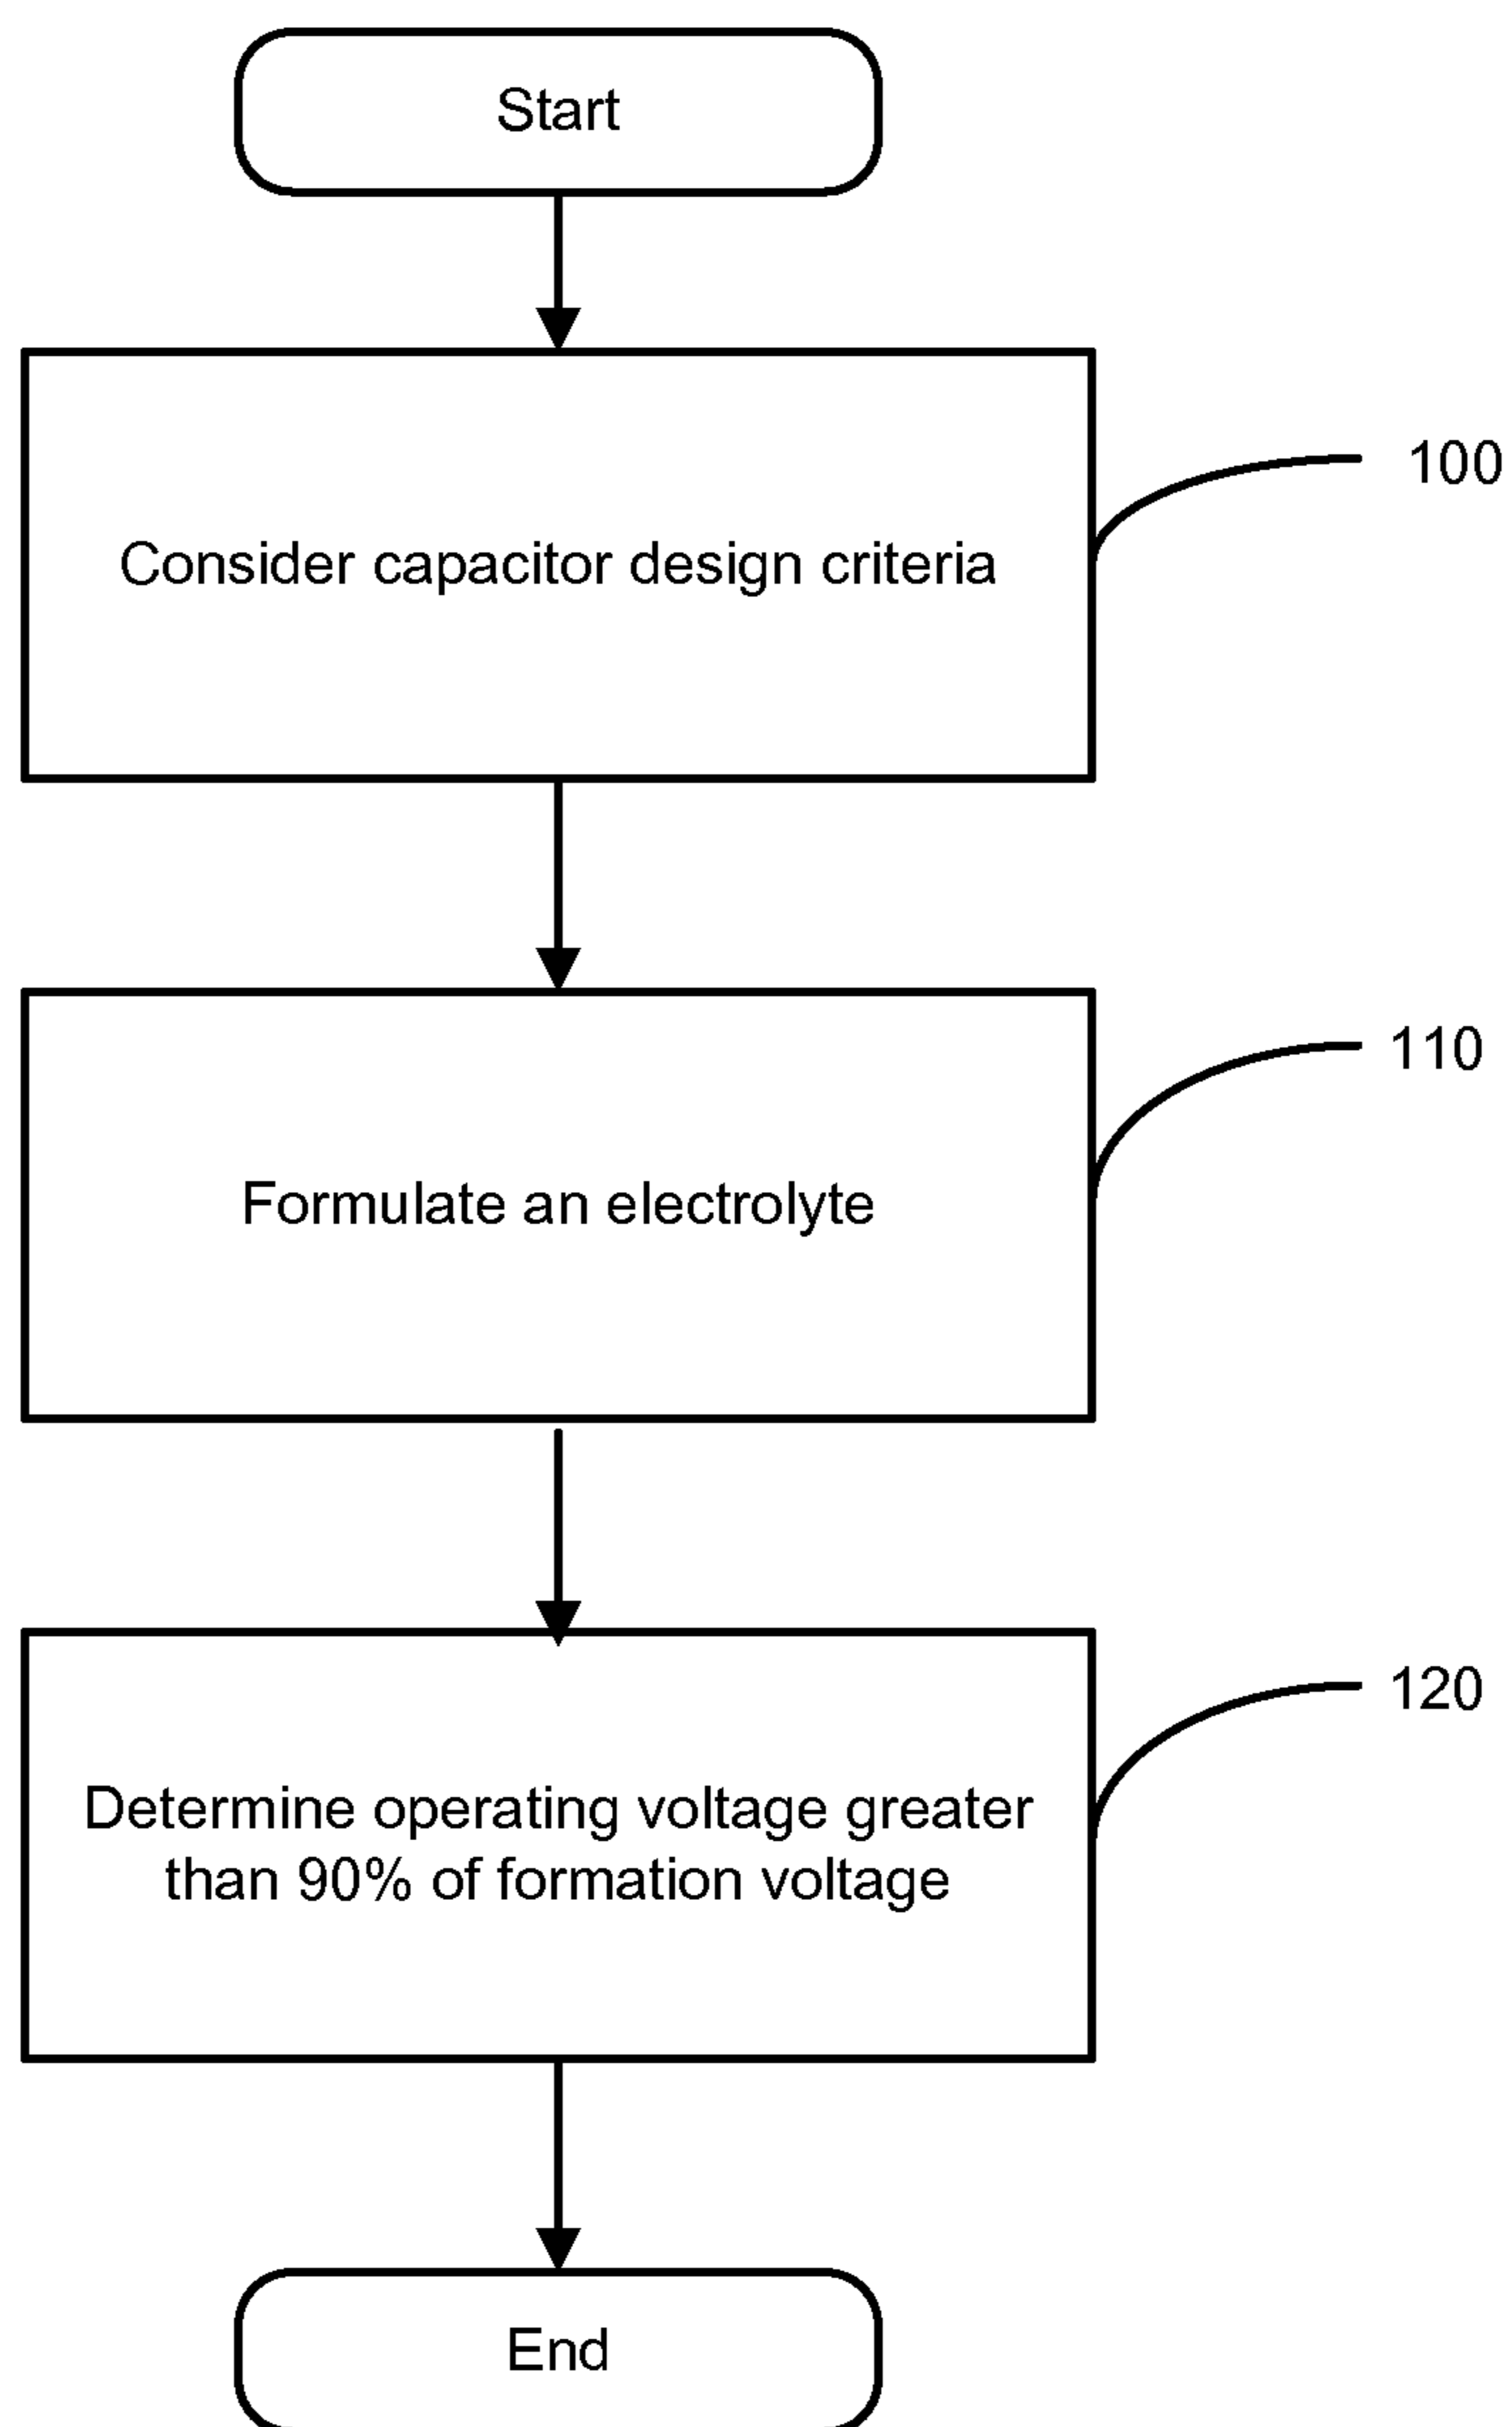 Start
100
Consider capacitor design criteria
110
Formulate an electrolyte
120
Determine operating voltage greater
than 90% of formation voltage
End